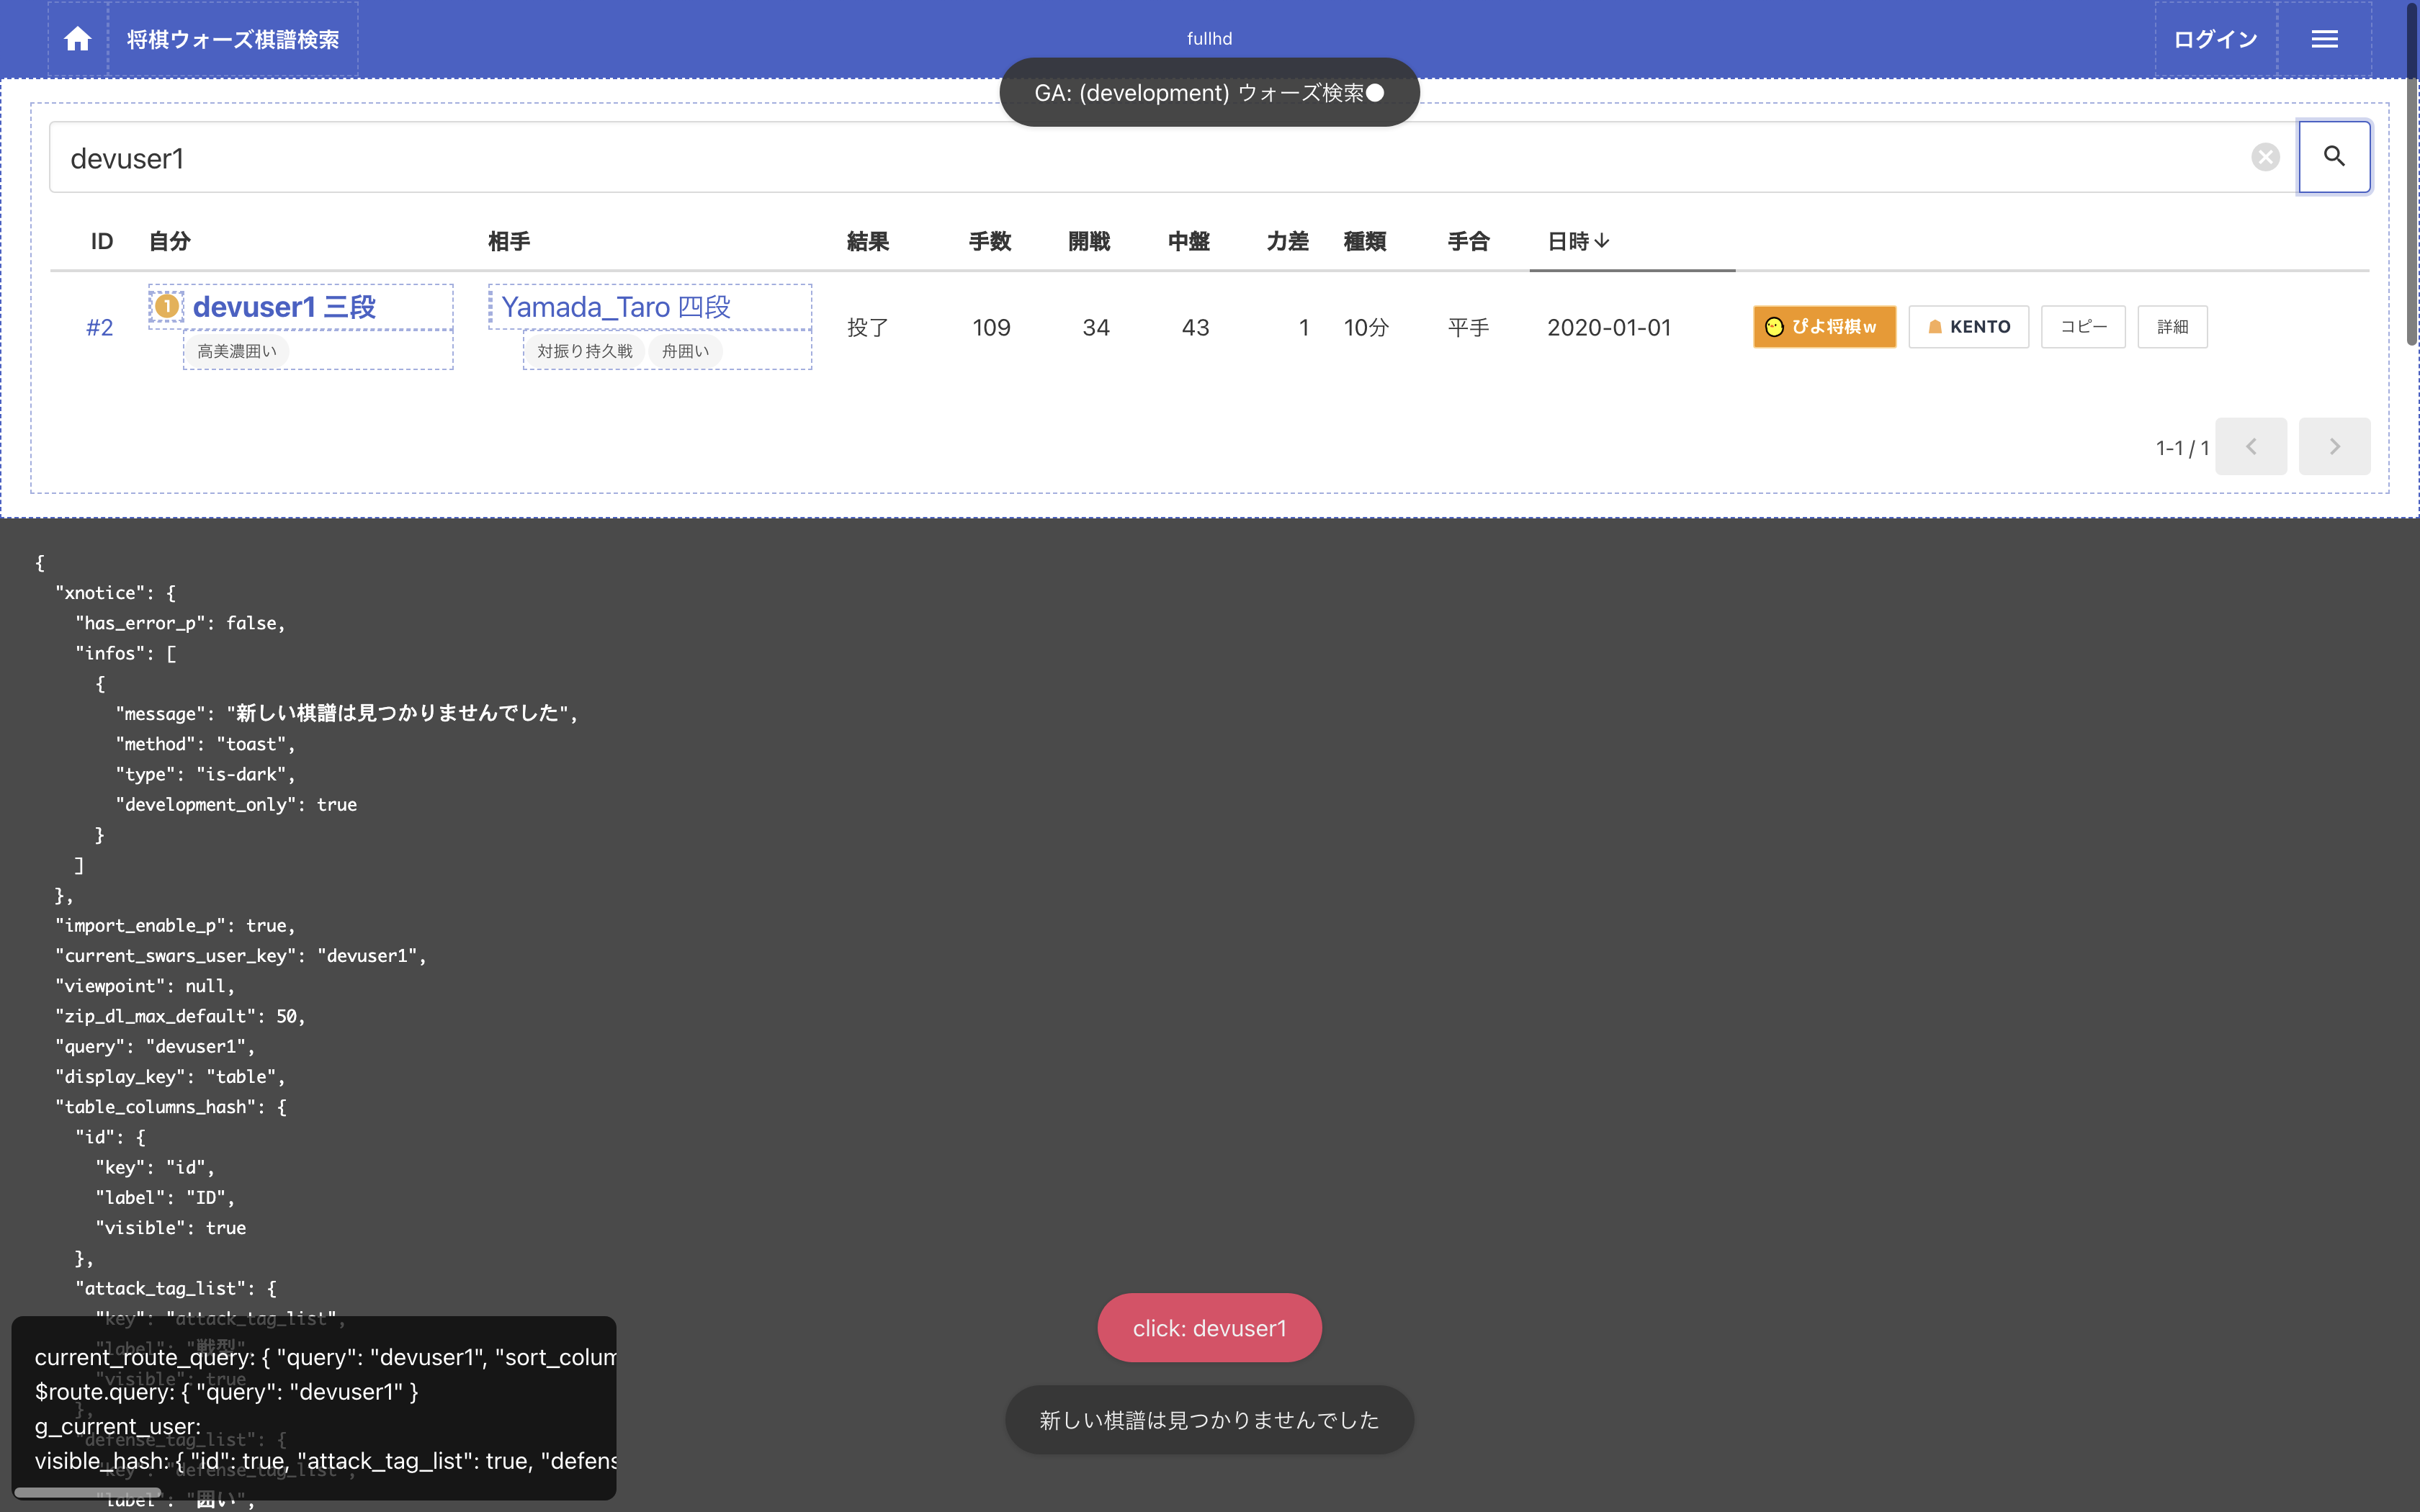 将棋ウォーズ棋譜検索
fullhd
ログイン
GA: (development) ウォーズ検索●
devuser1
ID 自分 相手 結果 手数 開戦 中盤 力差 種類 手合 日時
#2 1 devuser1 三段 Yamada_Taro 四段 投了 109 34 43 1 10分 平手 2020-01-01 ぴよ将棋w KENTO コピー 詳細
高美濃囲い 対振り持久戦 舟囲い
1-1 / 1
{
"xnotice": {
"has_error_p": false,
"infos": [
{
"message": "新しい棋譜は見つかりませんでした",
"method": "toast",
"type": "is-dark",
"development_only": true
}
]
},
"import_enable_p": true,
"current_swars_user_key": "devuser1",
"viewpoint": null,
"zip_dl_max_default": 50,
"query": "devuser1",
"display_key": "table",
"table_columns_hash": {
"id": {
"key": "id",
"label": "ID",
"visible": true
},
"attack_tag_list": {
"key": "attack_tag_list",
"label": "戦型",
"visible": true
},
"defense_tag_list": {
"key": "defense_tag_list",
"label": "囲い",
current_route_query: { "query": "devuser1", "sort_colum
$route.query: { "query": "devuser1" }
g_current_user:
visible_hash: { "id": true, "attack_tag_list": true, "defens
click: devuser1
新しい棋譜は見つかりませんでした